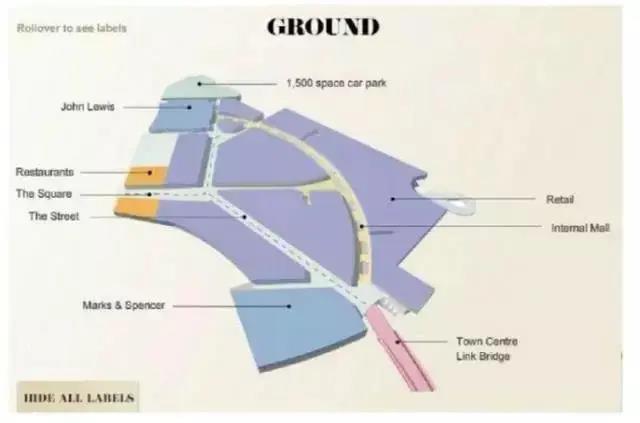 Rollover to see labels
GROUND
1,500 space car park
John Lewis
Restaurants
The Square
The Street
Retail
Internal Mall
Marks & Spencer
Town Centre
Link Bridge
HIDE ALL LABELS